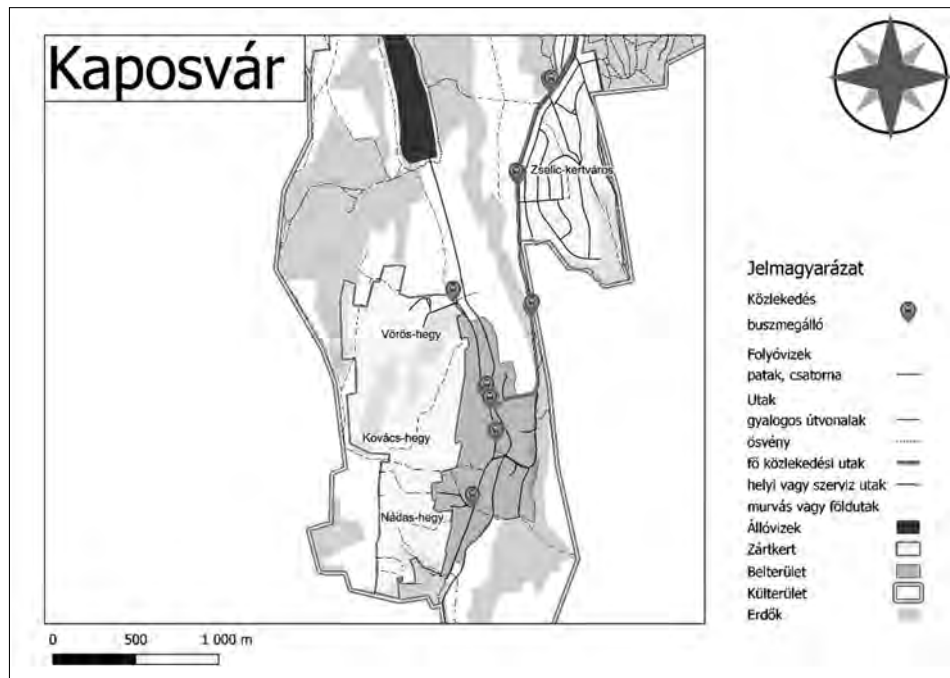 Kaposvár
Zselic-kertváros
Vörös-hegy
Kovács-hegy
Nádas-hegy
0 500 1 000 m
Jelmagyarázat
Közlekedés
buszmegálló
Folyóvizek
patak, csatorna
Utak
gyalogos útvonalak
ösvény
fő közlekedési utak
helyi vagy szerviz utak
murvás vagy földutak
Állóvizek
Zártkert
Belterület
Külterület
Erdők